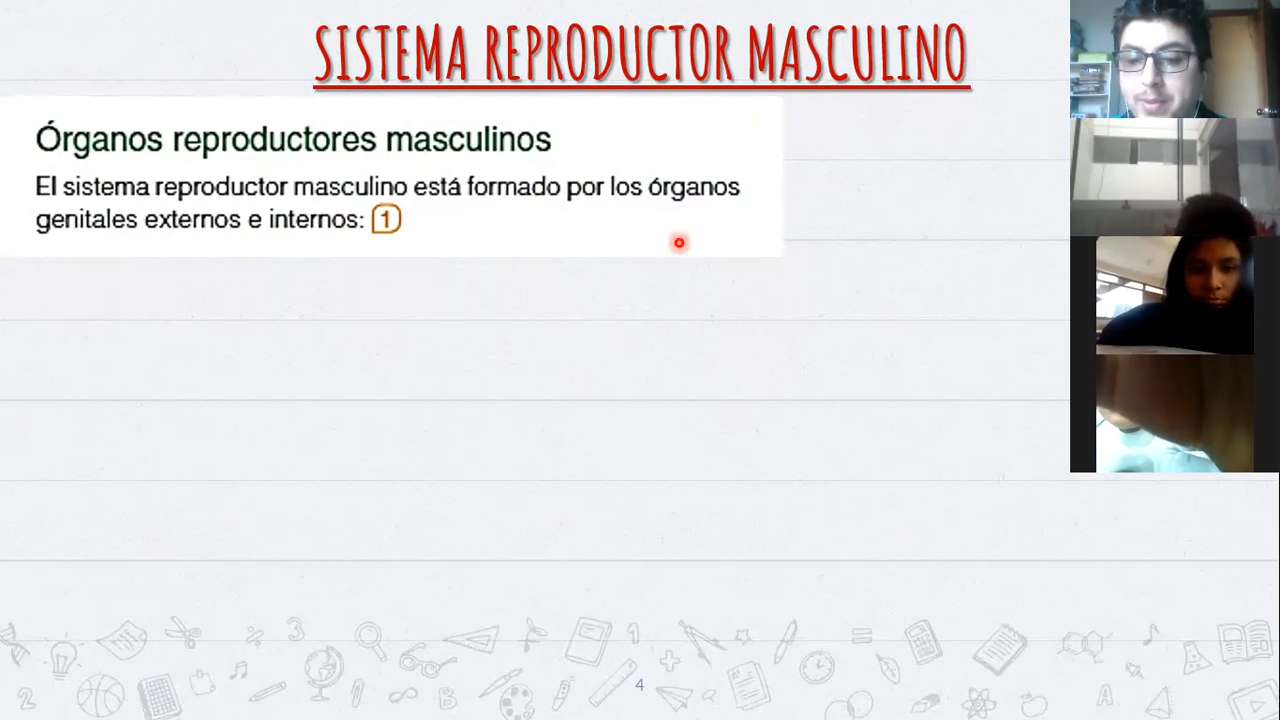 SISTEMA REPRODUCTOR MASCULINO
Órganos reproductores masculinos
El sistema reproductor masculino está formado por los órganos
genitales externos e internos: 1
4